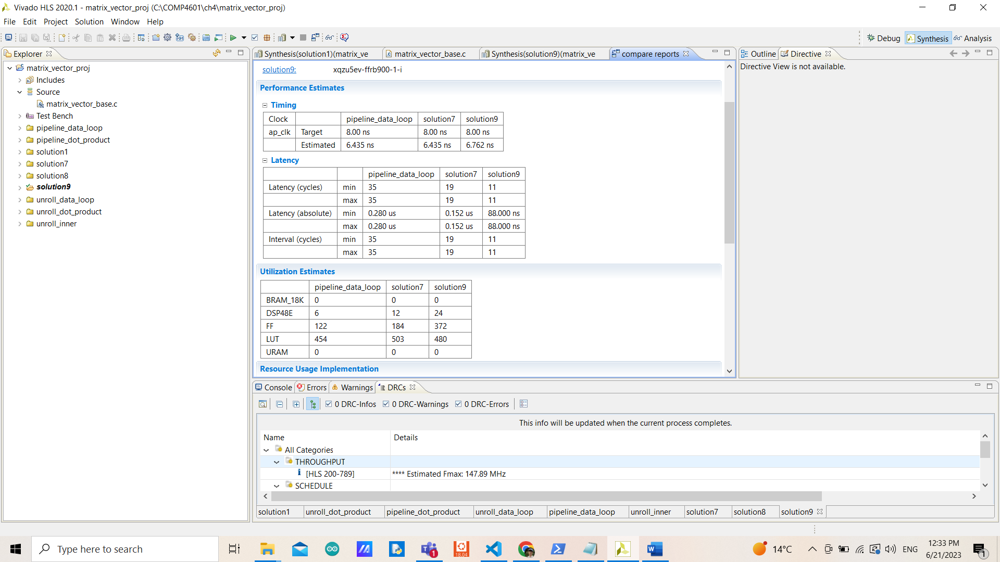 Vivado HLS 2020.1 - matrix_vector_proj (C:\COMP4601\ch4\matrix_vector_proj)
File Edit Project Solution Window Help
Debug Synthesis Analysis
Explorer
matrix_vector_proj
Includes
Source
matrix_vector_base.c
Test Bench
pipeline_data_loop
pipeline_dot_product
solution1
solution7
solution8
solution9
unroll_data_loop
unroll_dot_product
unroll_inner
Synthesis(solution1)(matrix_ve matrix_vector_base.c Synthesis(solution9)(matrix_ve compare reports
solution9: xqzu5ev-ffrb900-1-i
Performance Estimates
Timing
Clock pipeline_data_loop solution7 solution9
ap_clk Target 8.00 ns 8.00 ns 8.00 ns
Estimated 6.435 ns 6.435 ns 6.762 ns
Latency
pipeline_data_loop solution7 solution9
Latency (cycles) min 35 19 11
max 35 19 11
Latency (absolute) min 0.280 us 0.152 us 88.000 ns
max 0.280 us 0.152 us 88.000 ns
Interval (cycles) min 35 19 11
max 35 19 11
Utilization Estimates
pipeline_data_loop solution7 solution9
BRAM_18K 0 0 0
DSP48E 6 12 24
FF 122 184 372
LUT 454 503 480
URAM 0 0 0
Resource Usage Implementation
Outline Directive
Directive View is not available.
Console Errors Warnings DRCs
0 DRC-Infos 0 DRC-Warnings 0 DRC-Errors
This info will be updated when the current process completes.
Name Details
All Categories
THROUGHPUT
[HLS 200-789] **** Estimated Fmax: 147.89 MHz
SCHEDULE
solution1 unroll_dot_product pipeline_dot_product unroll_data_loop pipeline_data_loop unroll_inner solution7 solution8 solution9
Type here to search
1
18.04
14°C
ENG
12:33 PM
6/21/2023
1